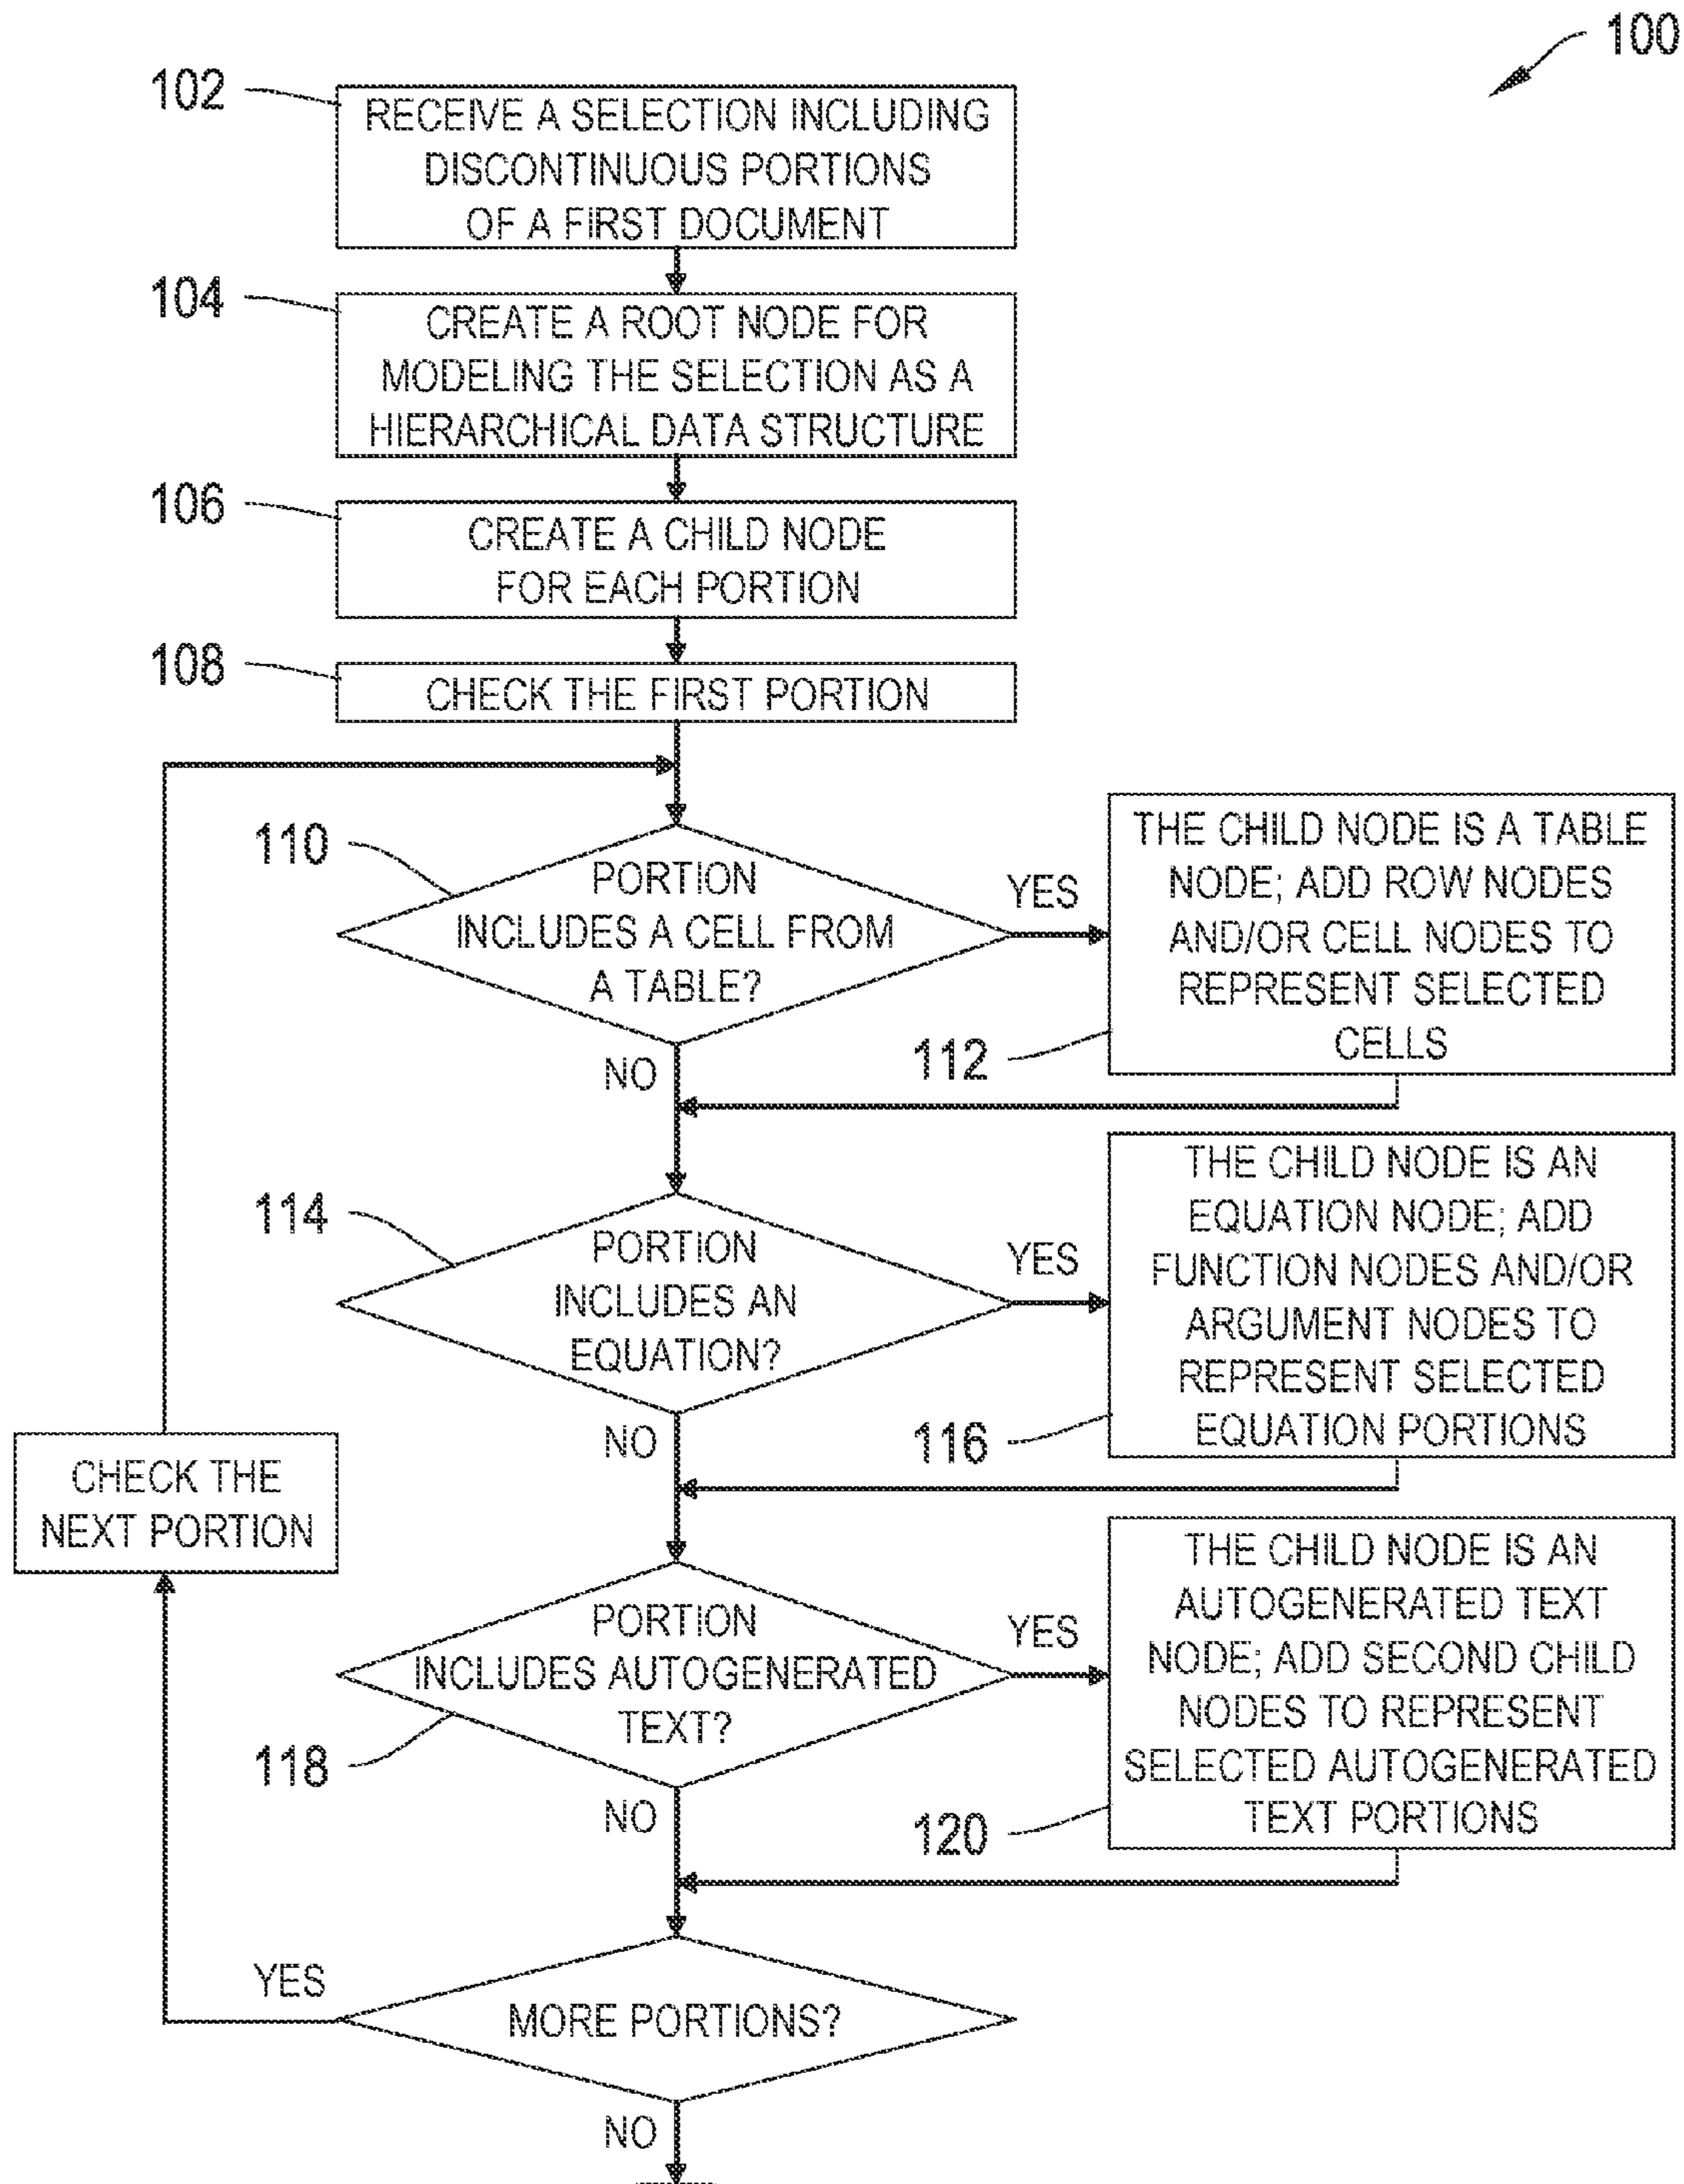 100
102
RECEIVE A SELECTION INCLUDING
DISCONTINUOUS PORTIONS
OF A FIRST DOCUMENT
104
CREATE A ROOT NODE FOR
MODELING THE SELECTION AS A
HIERARCHICAL DATA STRUCTURE
106
CREATE A CHILD NODE
FOR EACH PORTION
108
CHECK THE FIRST PORTION
110
PORTION
INCLUDES A CELL FROM
A TABLE?
YES
NO
THE CHILD NODE IS A TABLE
NODE; ADD ROW NODES
AND/OR CELL NODES TO
REPRESENT SELECTED
CELLS
112
114
PORTION
INCLUDES AN
EQUATION?
YES
NO
THE CHILD NODE IS AN
EQUATION NODE; ADD
FUNCTION NODES AND/OR
ARGUMENT NODES TO
REPRESENT SELECTED
EQUATION PORTIONS
116
CHECK THE
NEXT PORTION
PORTION
INCLUDES AUTOGENERATED
TEXT?
118
YES
NO
THE CHILD NODE IS AN
AUTOGENERATED TEXT
NODE; ADD SECOND CHILD
NODES TO REPRESENT
SELECTED AUTOGENERATED
TEXT PORTIONS
120
YES
MORE PORTIONS?
NO